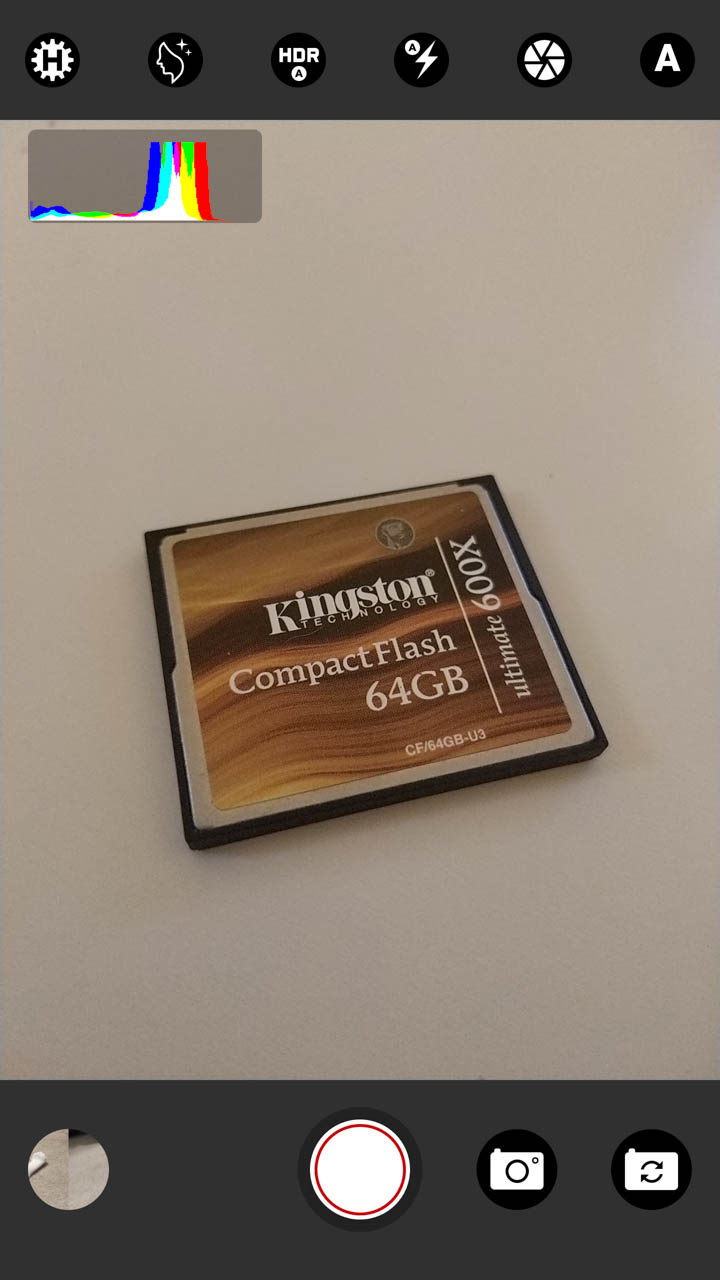 H
HDR
A
A
A
Kingston®
TECHNOLOGY
CompactFlash
64GB
CF/64GB-U3
ultimate 600X